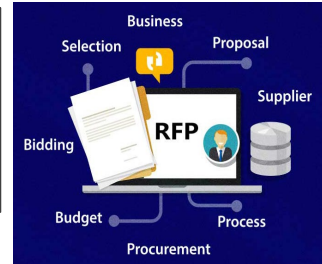 Business
Selection
Proposal
Supplier
RFP
Bidding
Budget
Process
Procurement